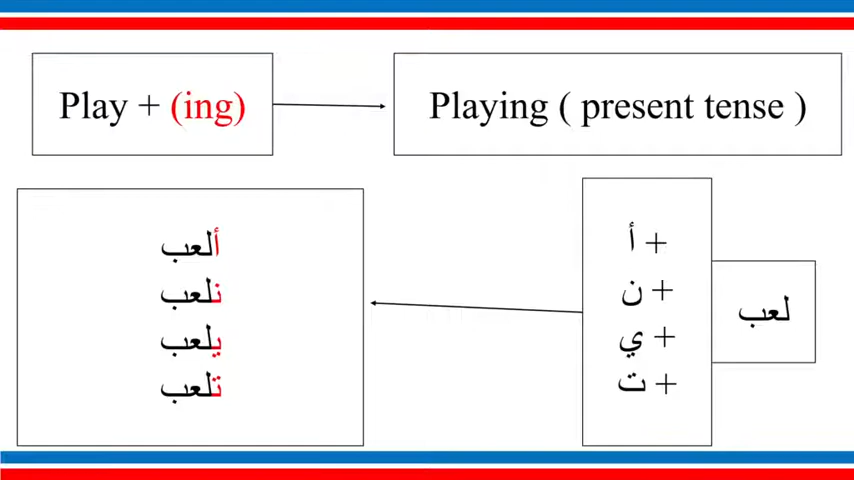 Play + (ing)
Playing ( present tense )
لعب
+ أ
+ ن
+ ي
+ ت
ألعب
نلعب
يلعب
تلعب